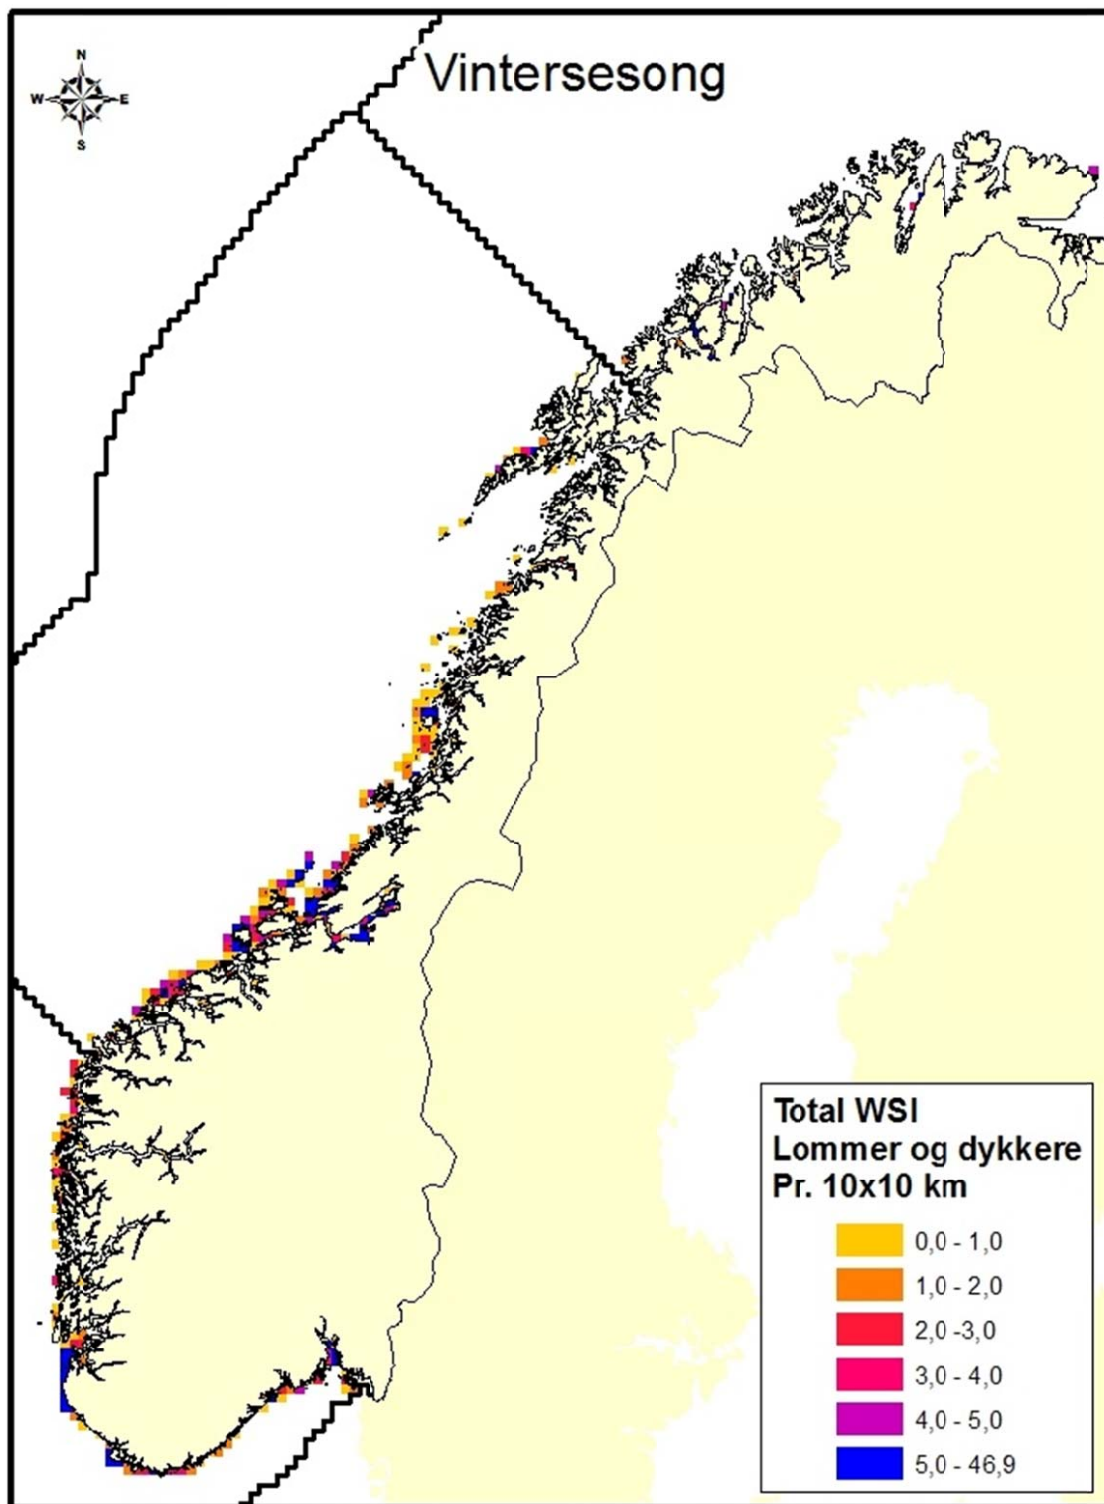 Vintersesong
N
W E
S
Total WSI
Lommer og dykkere
Pr. 10x10 km
0,0 - 1,0
1,0 - 2,0
2,0 -3,0
3,0 - 4,0
4,0 - 5,0
5,0 - 46,9